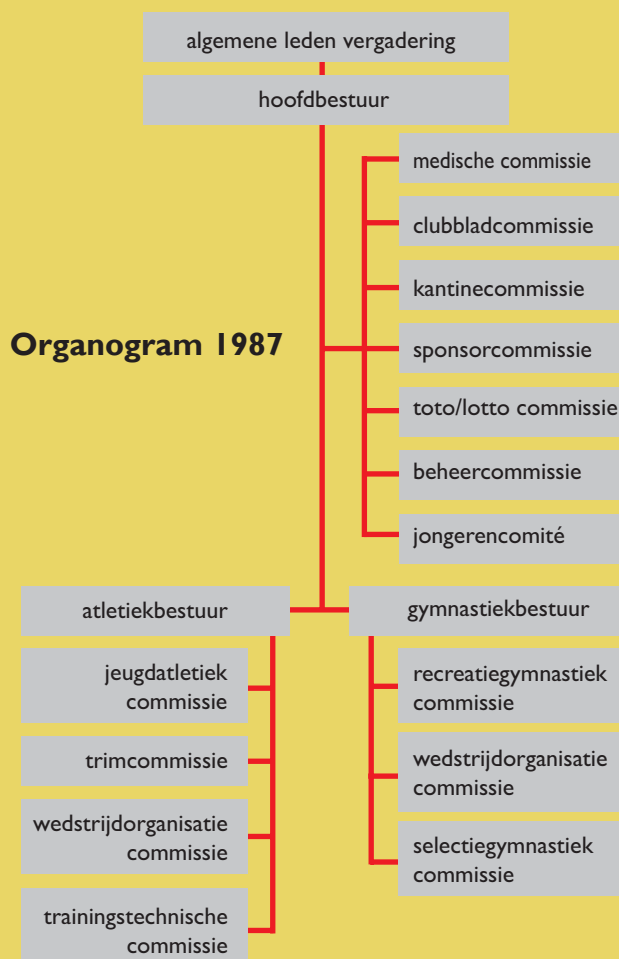 algemene leden vergadering
hoofdbestuur
medische commissie
clubbladcommissie
kantinecommissie
Organogram 1987
sponsorcommissie
toto/lotto commissie
beheercommissie
jongerencomité
atletiekbestuur
jeugdatletiek
commissie
trimcommissie
wedstrijdorganisatie
commissie
trainingstechnische
commissie
gymnastiekbestuur
recreatiegymnastiek
commissie
wedstrijdorganisatie
commissie
selectiegymnastiek
commissie